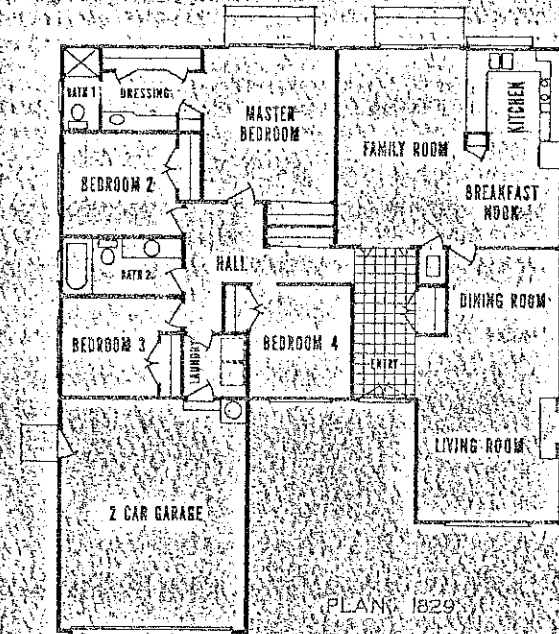 BATH 1
DRESSING
MASTER
BEDROOM
FAMILY ROOM
KITCHEN
BEDROOM 2
BREAKFAST
NOOK
BATH 2
HALL
DINING ROOM
BEDROOM 3
LAUNDRY
BEDROOM 4
ENTRY
LIVING ROOM
2 CAR GARAGE
PLAN 1829